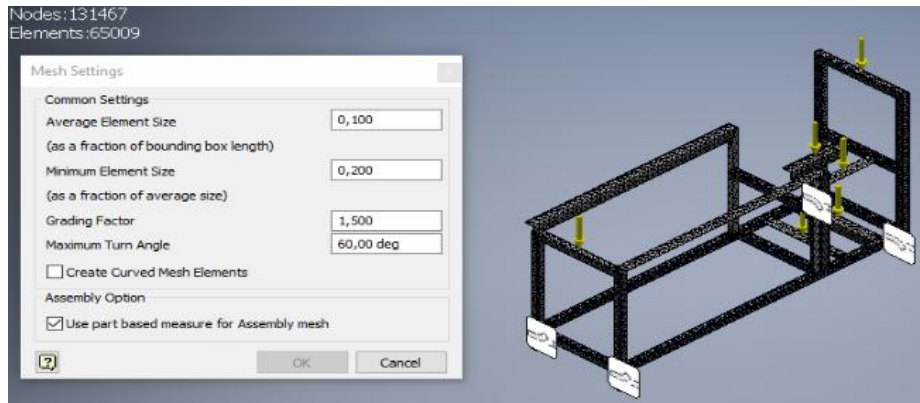 Nodes:131467
Elements:65009
Mesh Settings
Common Settings
Average Element Size 0,100
(as a fraction of bounding box length)
Minimum Element Size 0,200
(as a fraction of average size)
Grading Factor 1,500
Maximum Turn Angle 60,00 deg
Create Curved Mesh Elements
Assembly Option
Use part based measure for Assembly mesh
? OK Cancel